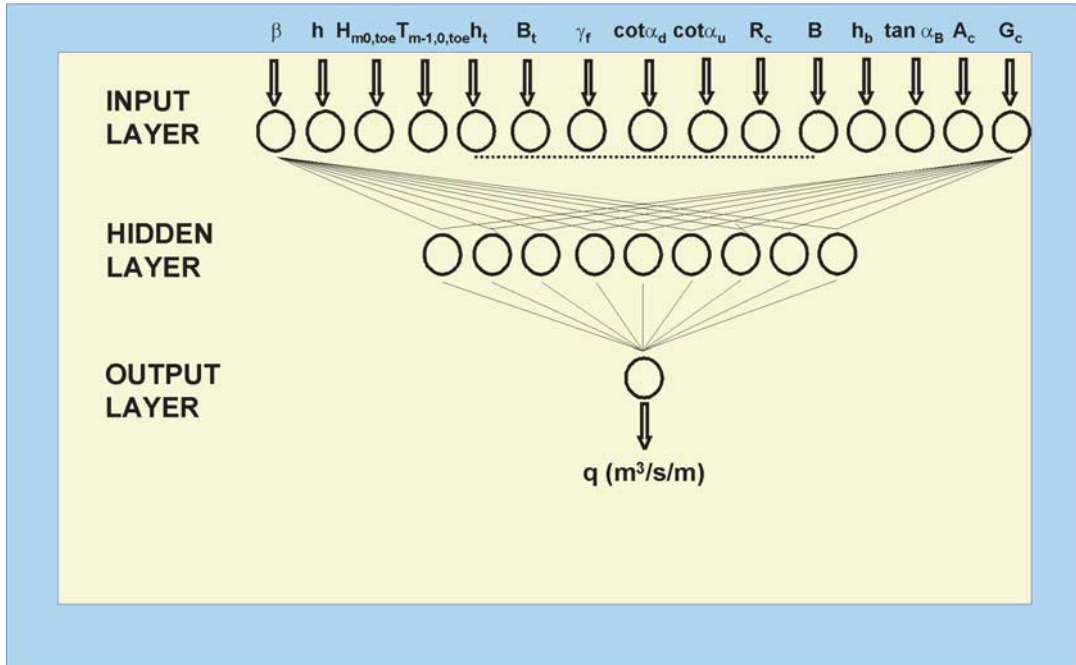 β h Hm0,toe Tm-1,0,toe ht Bt γf cotαd cotαu Rc B hb tan αB Ac Gc
INPUT
LAYER
HIDDEN
LAYER
OUTPUT
LAYER
q (m³/s/m)